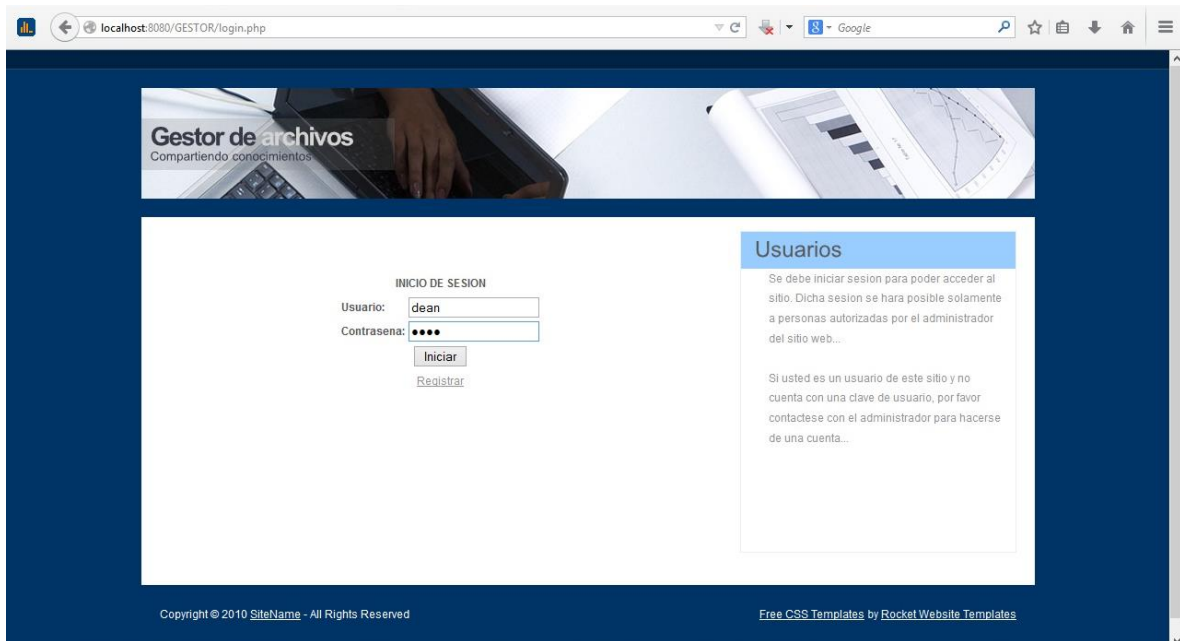 localhost:8080/GESTOR/login.php
Google
Gestor de archivos
Compartiendo conocimientos
INICIO DE SESION
Usuario: dean
Contrasena: ●●●●
Iniciar
Registrar
Usuarios
Se debe iniciar sesion para poder acceder al
sitio. Dicha sesion se hara posible solamente
a personas autorizadas por el administrador
del sitio web...
Si usted es un usuario de este sitio y no
cuenta con una clave de usuario, por favor
contactese con el administrador para hacerse
de una cuenta...
Copyright © 2010 SiteName - All Rights Reserved
Free CSS Templates by Rocket Website Templates